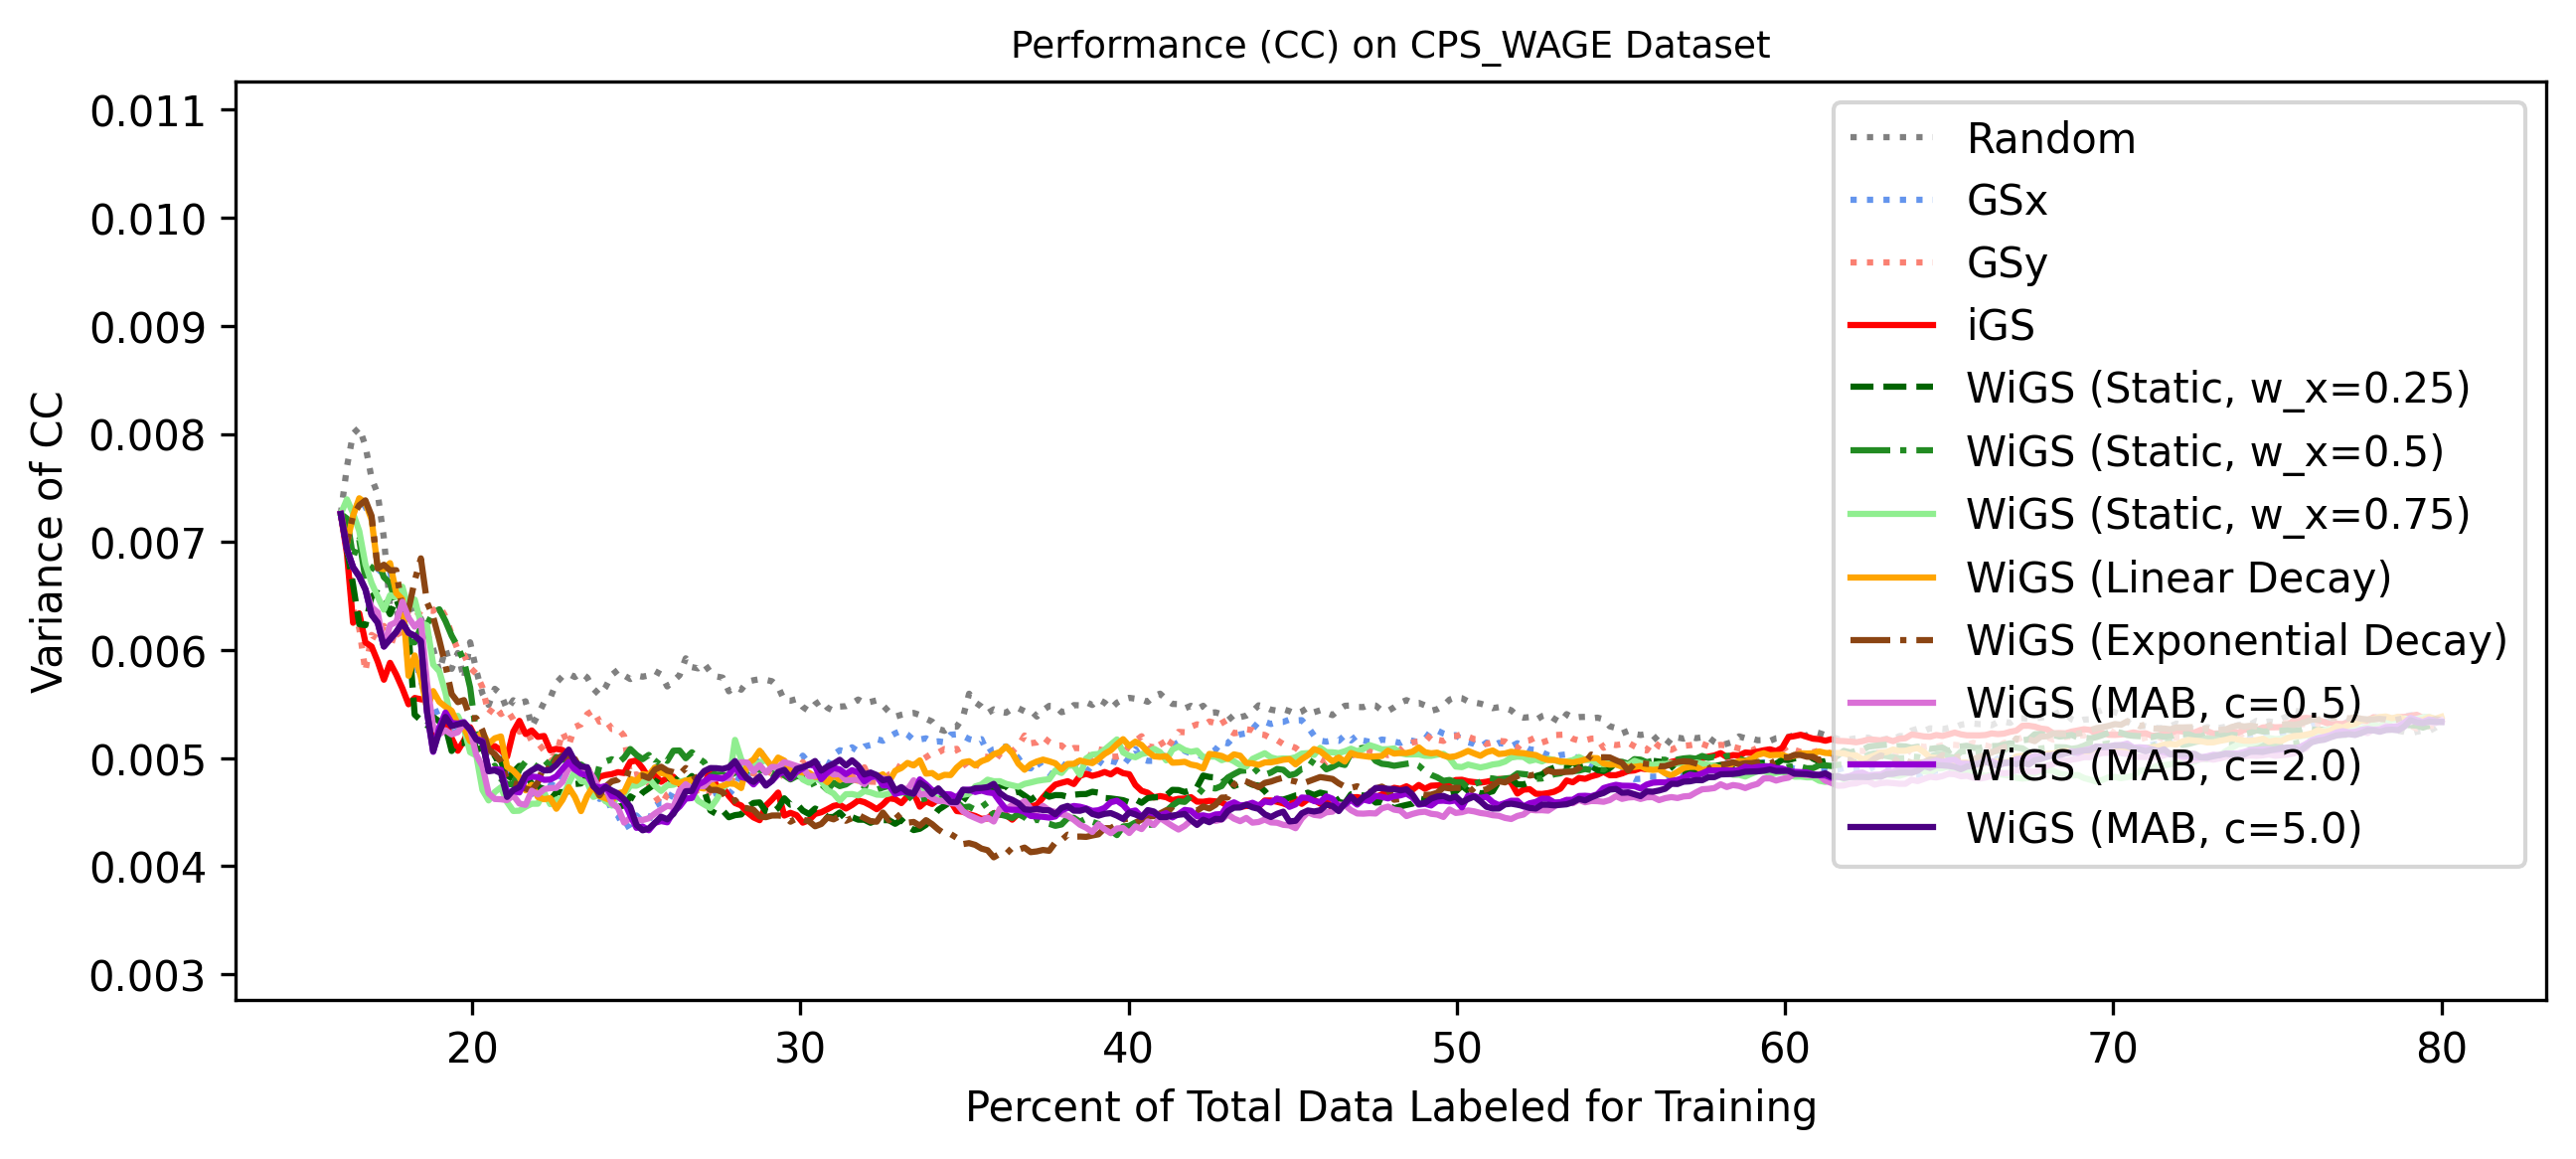 Performance (CC) on CPS_WAGE Dataset
Variance of CC
0.011
0.010
0.009
0.008
0.007
0.006
0.005
0.004
0.003
Random
GSx
GSy
iGS
WiGS (Static, w_x=0.25)
WiGS (Static, w_x=0.5)
WiGS (Static, w_x=0.75)
WiGS (Linear Decay)
WiGS (Exponential Decay)
WiGS (MAB, c=0.5)
WiGS (MAB, c=2.0)
WiGS (MAB, c=5.0)
20 30 40 50 60 70 80
Percent of Total Data Labeled for Training